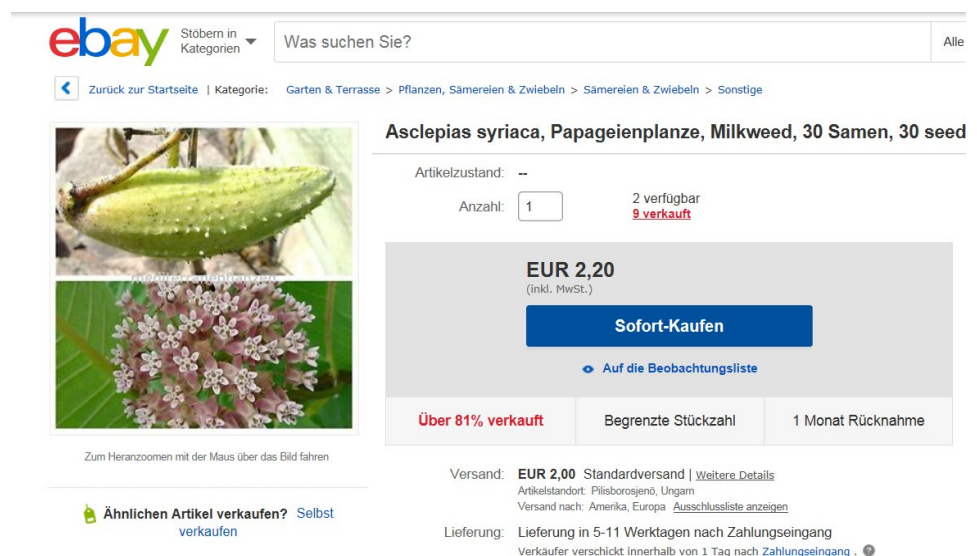 ebay
Stöbern in
Kategorien
Was suchen Sie?
Alle
Zurück zur Startseite | Kategorie: Garten & Terrasse > Pflanzen, Sämereien & Zwiebeln > Sämereien & Zwiebeln > Sonstige
Asclepias syriaca, Papageienplanze, Milkweed, 30 Samen, 30 seed
Artikelzustand: --
Anzahl: 1
2 verfügbar
9 verkauft
mediterranepflanzen
EUR 2,20
(inkl. MwSt.)
Sofort-Kaufen
Auf die Beobachtungsliste
Über 81% verkauft
Begrenzte Stückzahl
1 Monat Rücknahme
Zum Heranzoomen mit der Maus über das Bild fahren
Ähnlichen Artikel verkaufen? Selbst
verkaufen
Versand: EUR 2,00 Standardversand | Weitere Details
Artikelstandort: Pilisborosjenö, Ungarn
Versand nach: Amerika, Europa Ausschlussliste anzeigen
Lieferung: Lieferung in 5-11 Werktagen nach Zahlungseingang
Verkäufer verschickt innerhalb von 1 Tag nach Zahlungseingang .